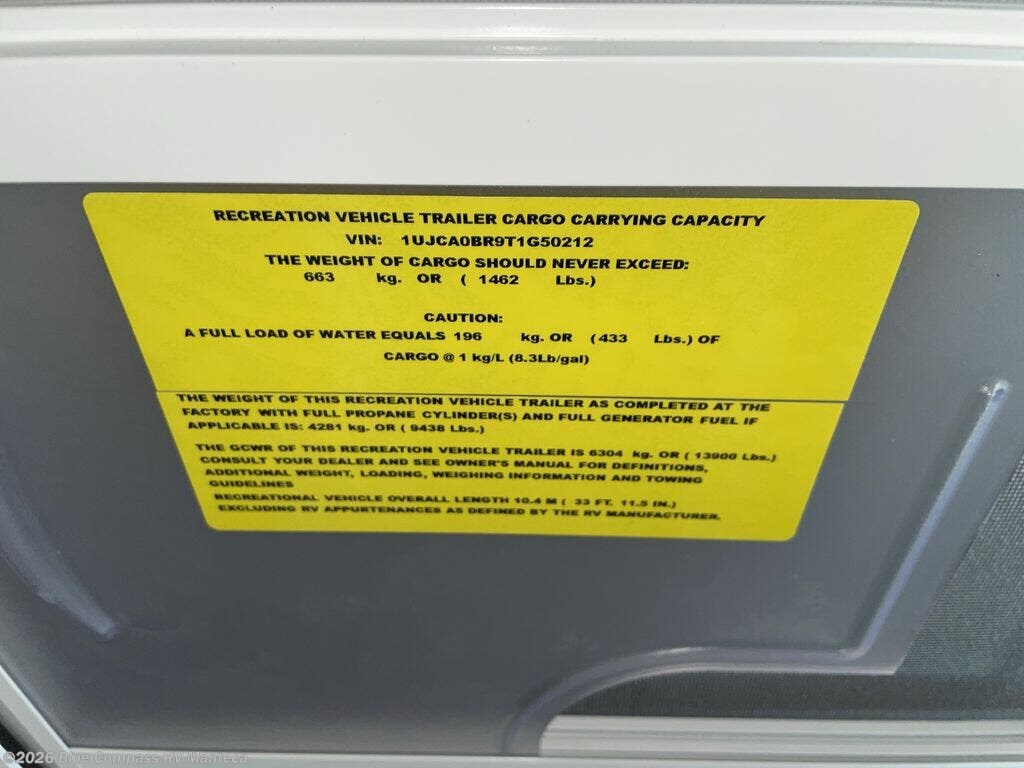 RECREATION VEHICLE TRAILER CARGO CARRYING CAPACITY
VIN: 1UJCA0BR9T1G50212
THE WEIGHT OF CARGO SHOULD NEVER EXCEED:
663 kg. OR ( 1462 Lbs.)
CAUTION:
A FULL LOAD OF WATER EQUALS 196 kg. OR (433 Lbs.) OF
CARGO @ 1 kg/L (8.3Lb/gal)
THE WEIGHT OF THIS RECREATION VEHICLE TRAILER AS COMPLETED AT THE
FACTORY WITH FULL PROPANE CYLINDER(S) AND FULL GENERATOR FUEL IF
APPLICABLE IS: 4281 kg. OR ( 9438 Lbs.)
THE GCWR OF THIS RECREATION VEHICLE TRAILER IS 6304 kg. OR ( 13900 Lbs.)
CONSULT YOUR DEALER AND SEE OWNER'S MANUAL FOR DEFINITIONS,
ADDITIONAL WEIGHT, LOADING, WEIGHING INFORMATION AND TOWING
GUIDELINES
RECREATIONAL VEHICLE OVERALL LENGTH 10.4 M ( 33 FT. 11.5 IN.)
EXCLUDING RV APPURTENANCES AS DEFINED BY THE RV MANUFACTURER.
©2026 Blue Compass RV Manteca